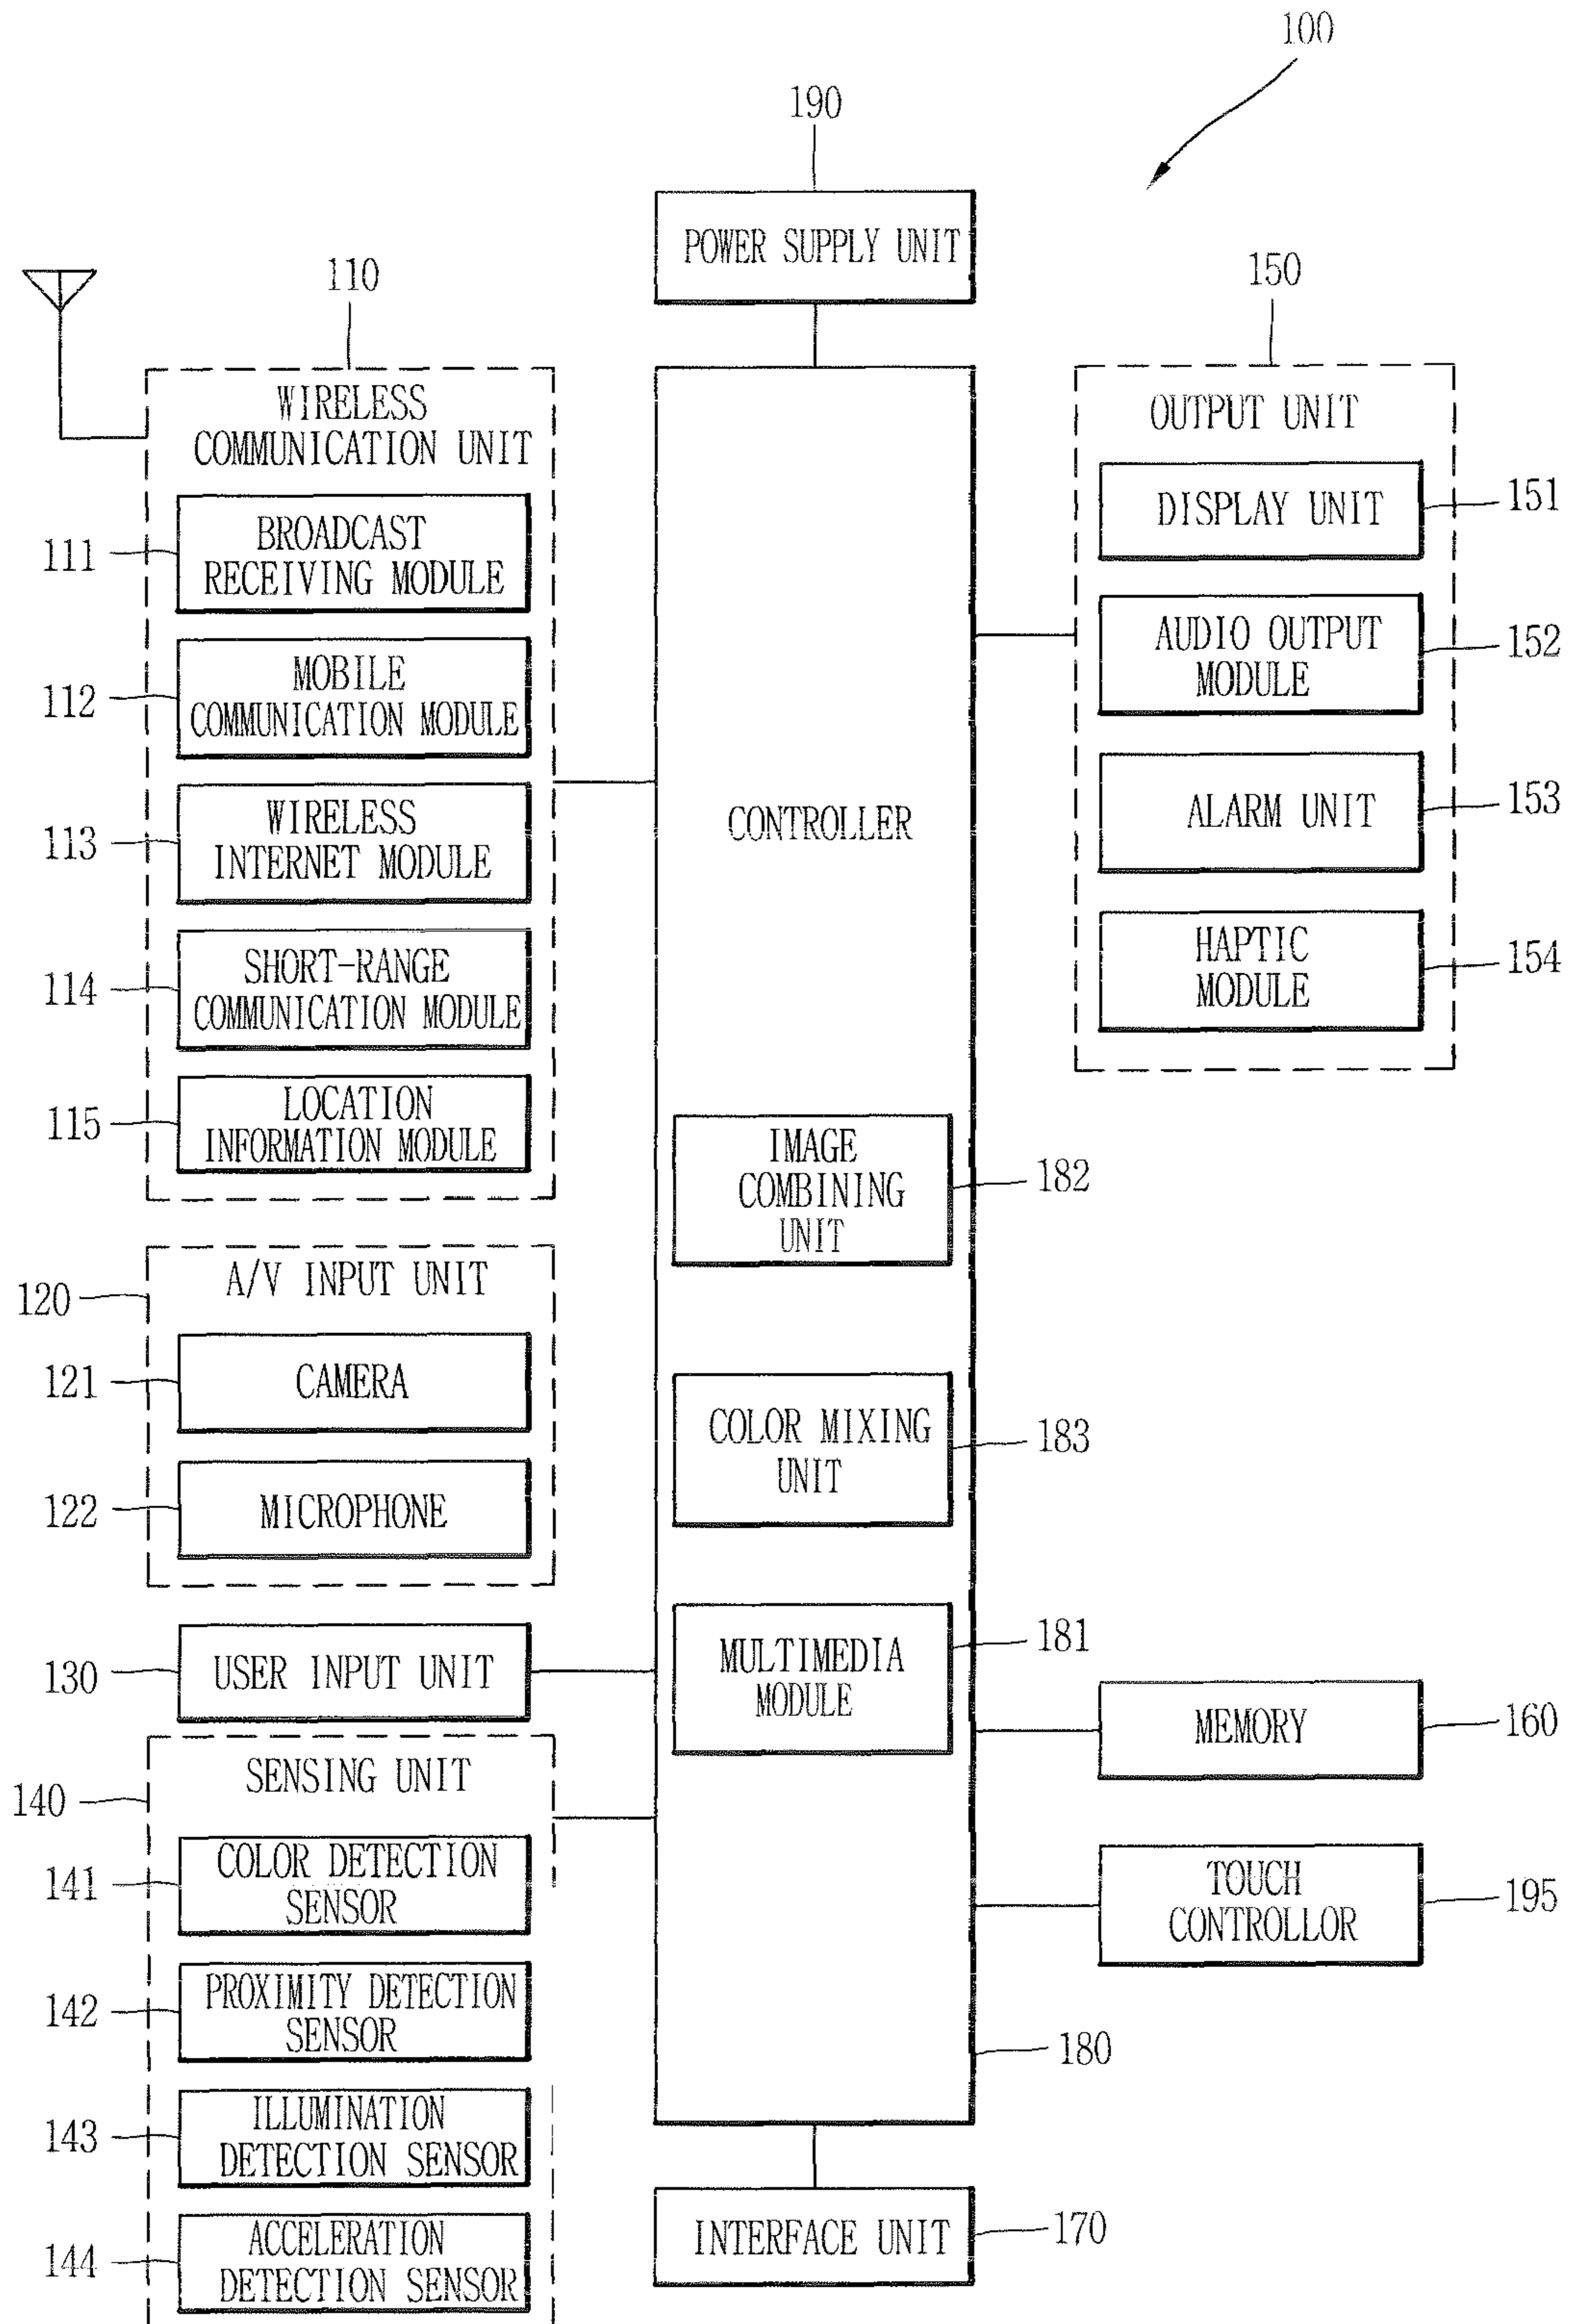 100
190
POWER SUPPLY UNIT
110
WIRELESS
COMMUNICATION UNIT
111
BROADCAST
RECEIVING MODULE
112
MOBILE
COMMUNICATION MODULE
113
WIRELESS
INTERNET MODULE
114
SHORT-RANGE
COMMUNICATION MODULE
115
LOCATION
INFORMATION MODULE
120
A/V INPUT UNIT
121
CAMERA
122
MICROPHONE
130
USER INPUT UNIT
140
SENSING UNIT
141
COLOR DETECTION
SENSOR
142
PROXIMITY DETECTION
SENSOR
143
ILLUMINATION
DETECTION SENSOR
144
ACCELERATION
DETECTION SENSOR
CONTROLLER
IMAGE
COMBINING
UNIT
182
COLOR MIXING
UNIT
183
MULTIMEDIA
MODULE
181
180
INTERFACE UNIT
170
150
OUTPUT UNIT
DISPLAY UNIT
151
AUDIO OUTPUT
MODULE
152
ALARM UNIT
153
HAPTIC
MODULE
154
MEMORY
160
TOUCH
CONTROLLOR
195